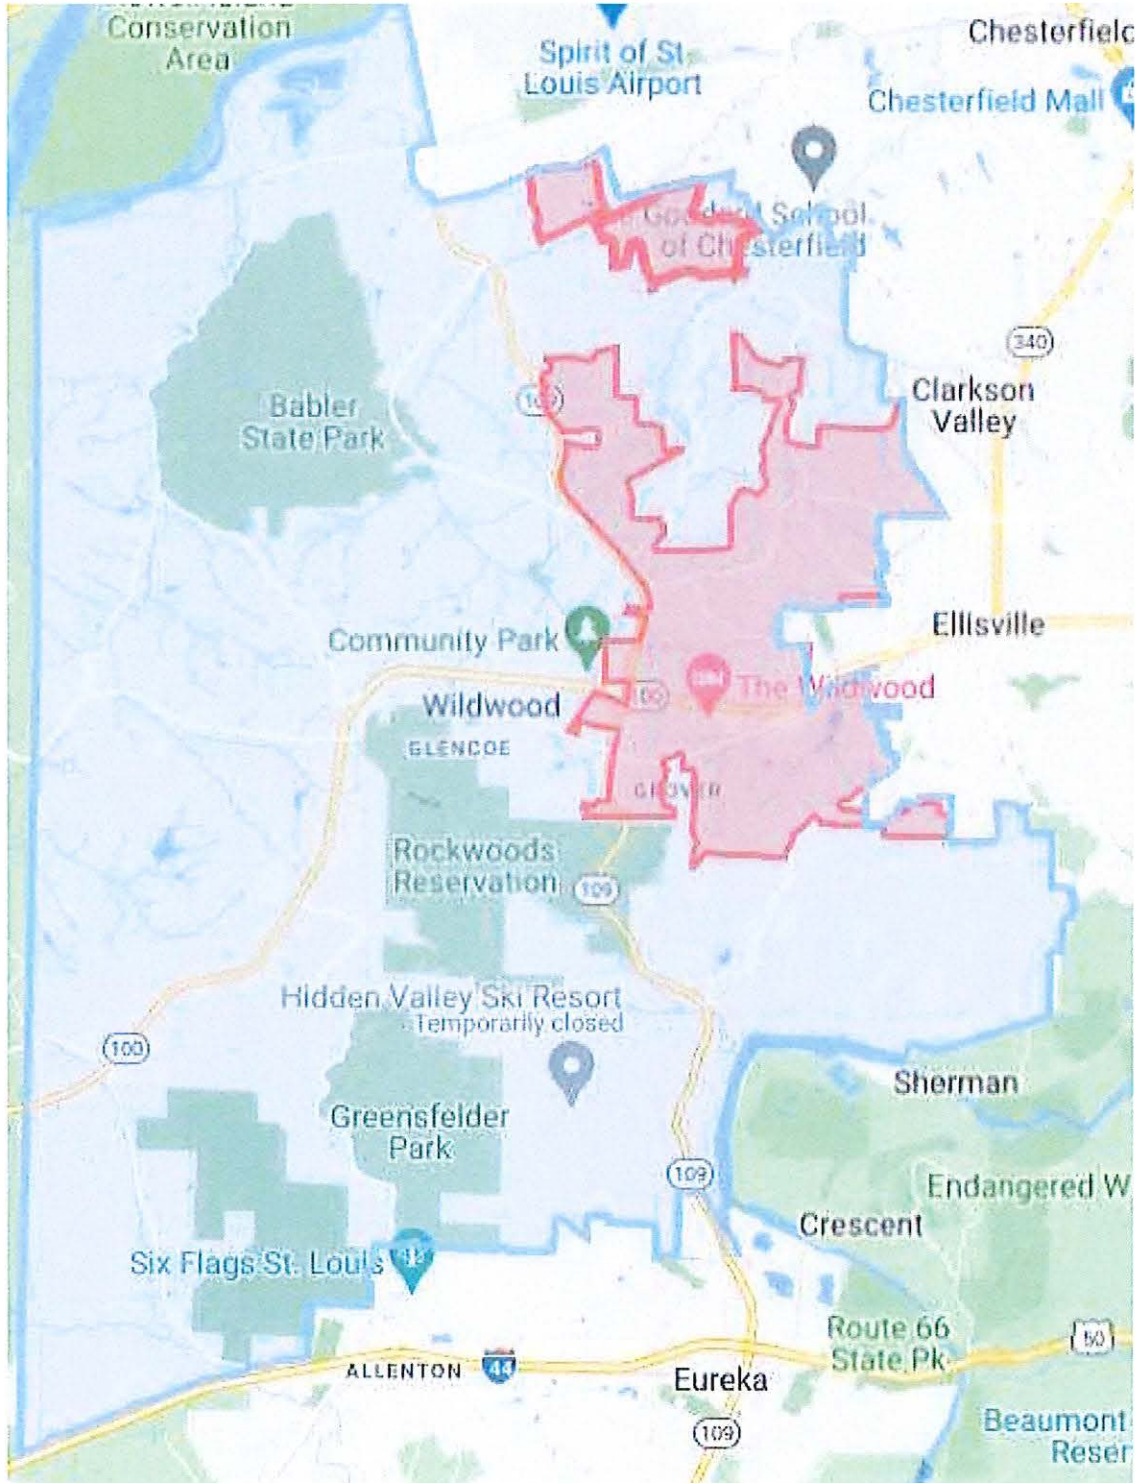 Conservation
Area
Spirit of St.
Louis Airport
Chesterfield
Chesterfield Mall
School
of Chesterfield
340
Clarkson
Valley
Babler
State Park
Ellisville
Community Park
The Wildwood
Wildwood
100
GLENCOE
GROVER
Rockwoods
Reservation
109
Hidden Valley Ski Resort
Temporarily closed
100
Sherman
Greensfelder
Park
109
Endangered W
Crescent
Six Flags St. Louis
Route 66
State Pk
50
ALLENTON
44
Eureka
109
Beaumont
Reser